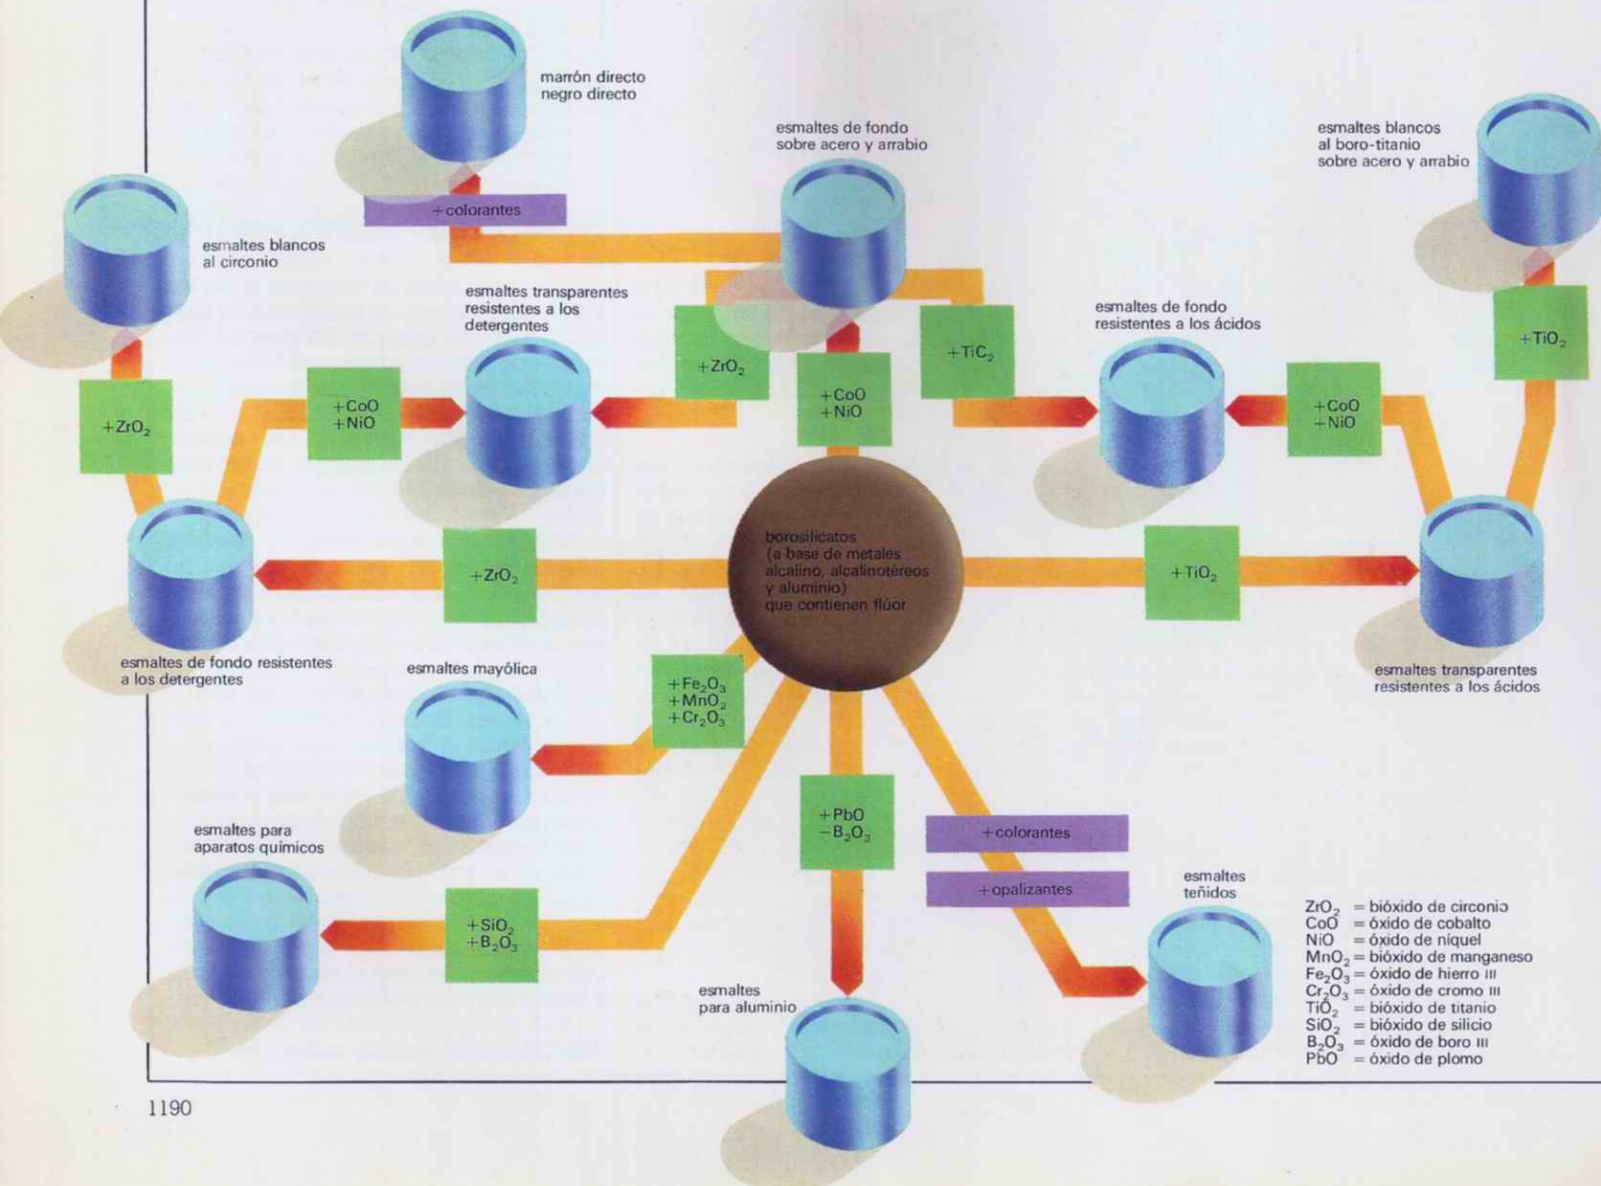 marrón directo
negro directo
esmaltes de fondo
sobre acero y arrabio
esmaltes blancos
al boro-titanio
sobre acero y arrabio
+colorantes
esmaltes blancos
al circonio
esmaltes transparentes
resistentes a los
detergentes
esmaltes de fondo
resistentes a los ácidos
+TiO₂
+ZrO₂
+TiC₂
+CoO
+NiO
+ZrO₂
+CoO
+NiO
+CoO
+NiO
borosilicatos
(a base de metales
alcalino, alcalinotéreos
y aluminio)
que contienen flúor
+ZrO₂
+TiO₂
esmaltes de fondo resistentes
a los detergentes
esmaltes mayólica
+Fe₂O₃
+MnO₂
+Cr₂O₃
esmaltes transparentes
resistentes a los ácidos
esmaltes para
aparatos químicos
+PbO
−B₂O₃
+colorantes
+opalizantes
+SiO₂
+B₂O₃
esmaltes
teñidos
esmaltes
para aluminio
ZrO₂ = bióxido de circonio
CoO = óxido de cobalto
NiO = óxido de níquel
MnO₂ = bióxido de manganeso
Fe₂O₃ = óxido de hierro III
Cr₂O₃ = óxido de cromo III
TiO₂ = bióxido de titanio
SiO₂ = bióxido de silicio
B₂O₃ = óxido de boro III
PbO = óxido de plomo
1190